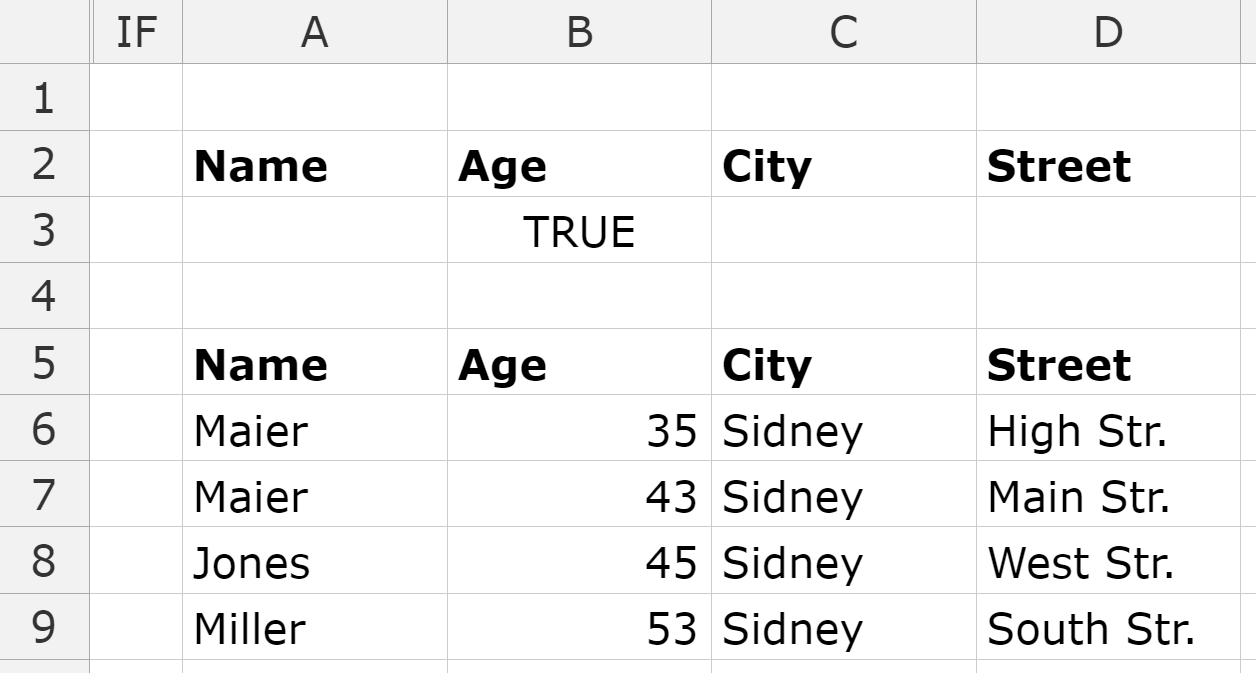 IF A B C D
1
2 Name Age City Street
3 TRUE
4
5 Name Age City Street
6 Maier 35 Sidney High Str.
7 Maier 43 Sidney Main Str.
8 Jones 45 Sidney West Str.
9 Miller 53 Sidney South Str.